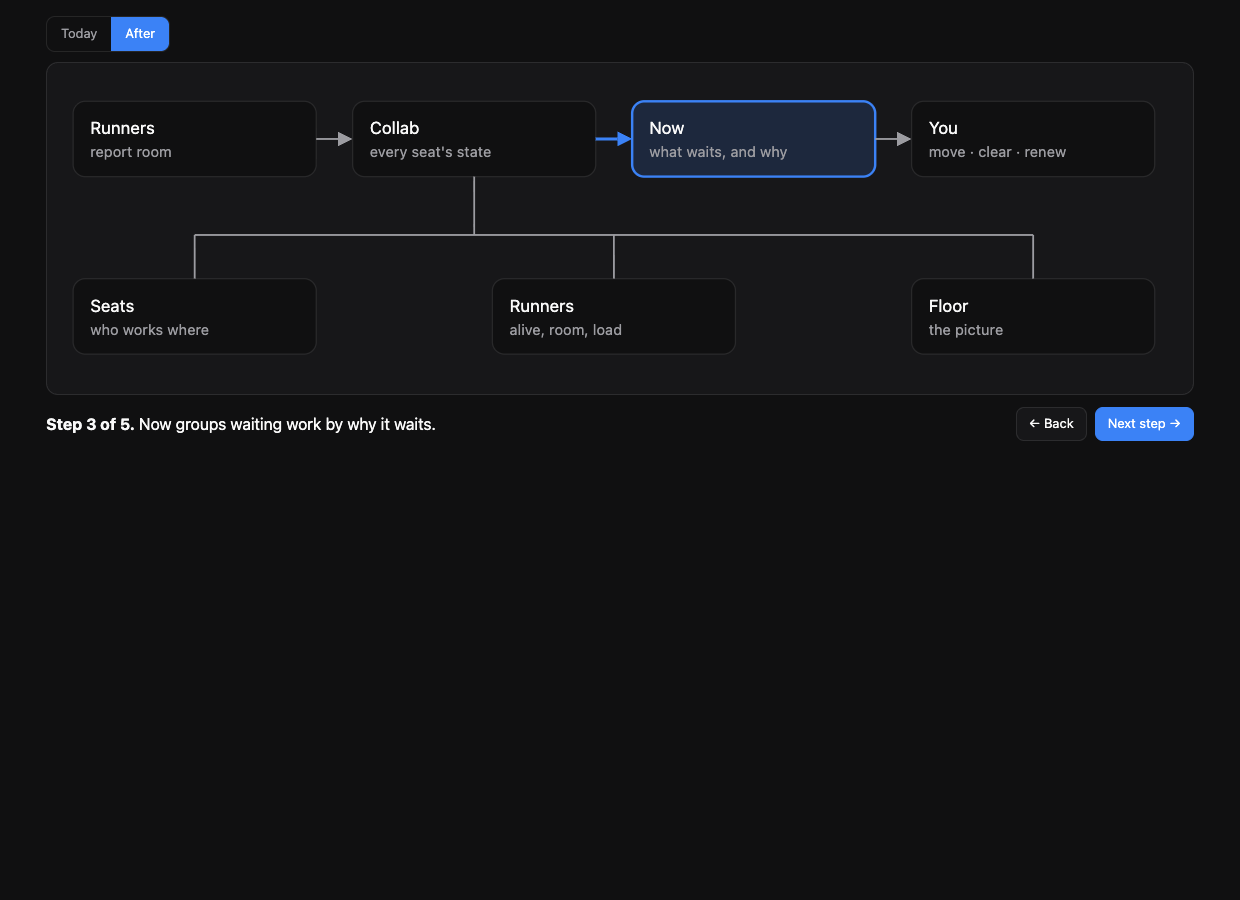 Today
After
Runners
report room
Collab
every seat's state
Now
what waits, and why
You
move · clear · renew
Seats
who works where
Runners
alive, room, load
Floor
the picture
Step 3 of 5. Now groups waiting work by why it waits.
← Back
Next step →